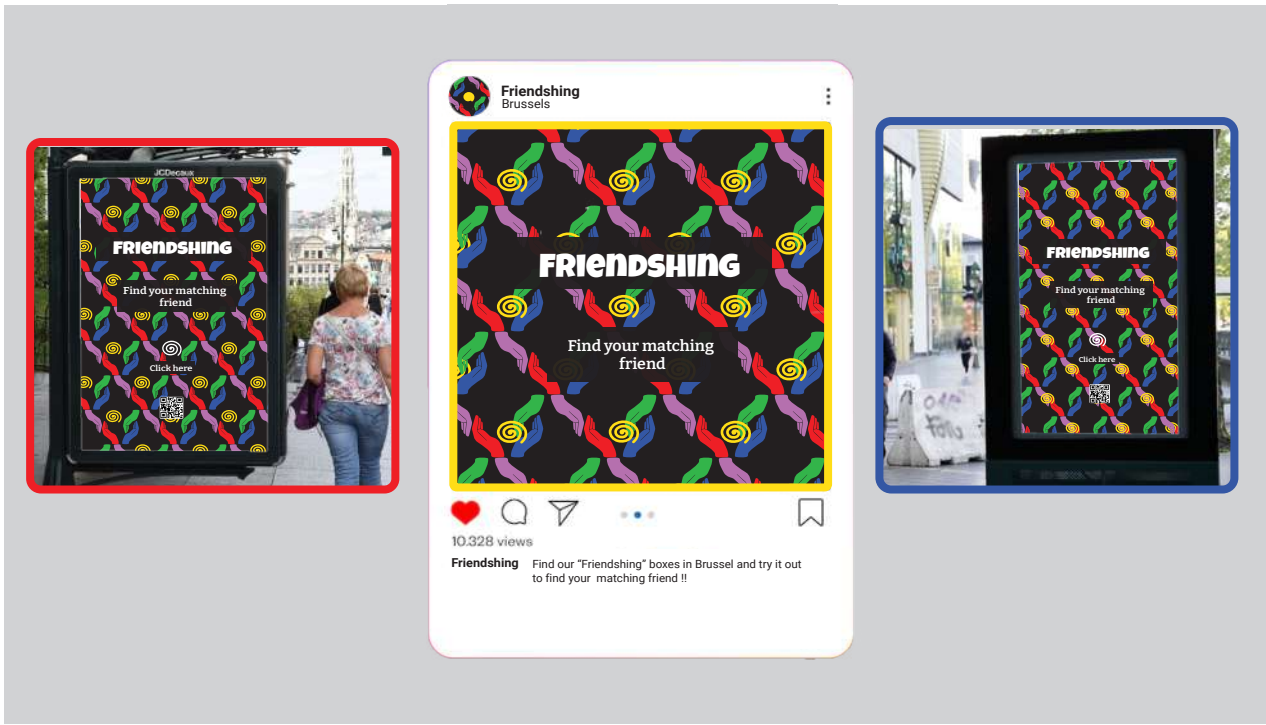 JCDecaux
FRIENDSHING
Find your matching
friend
Click here
Friendshing
Brussels
FRIENDSHING
Find your matching
friend
10.328 views
Friendshing Find our “Friendshing” boxes in Brussel and try it out
to find your matching friend !!
FRIENDSHING
Find your matching
friend
Click here